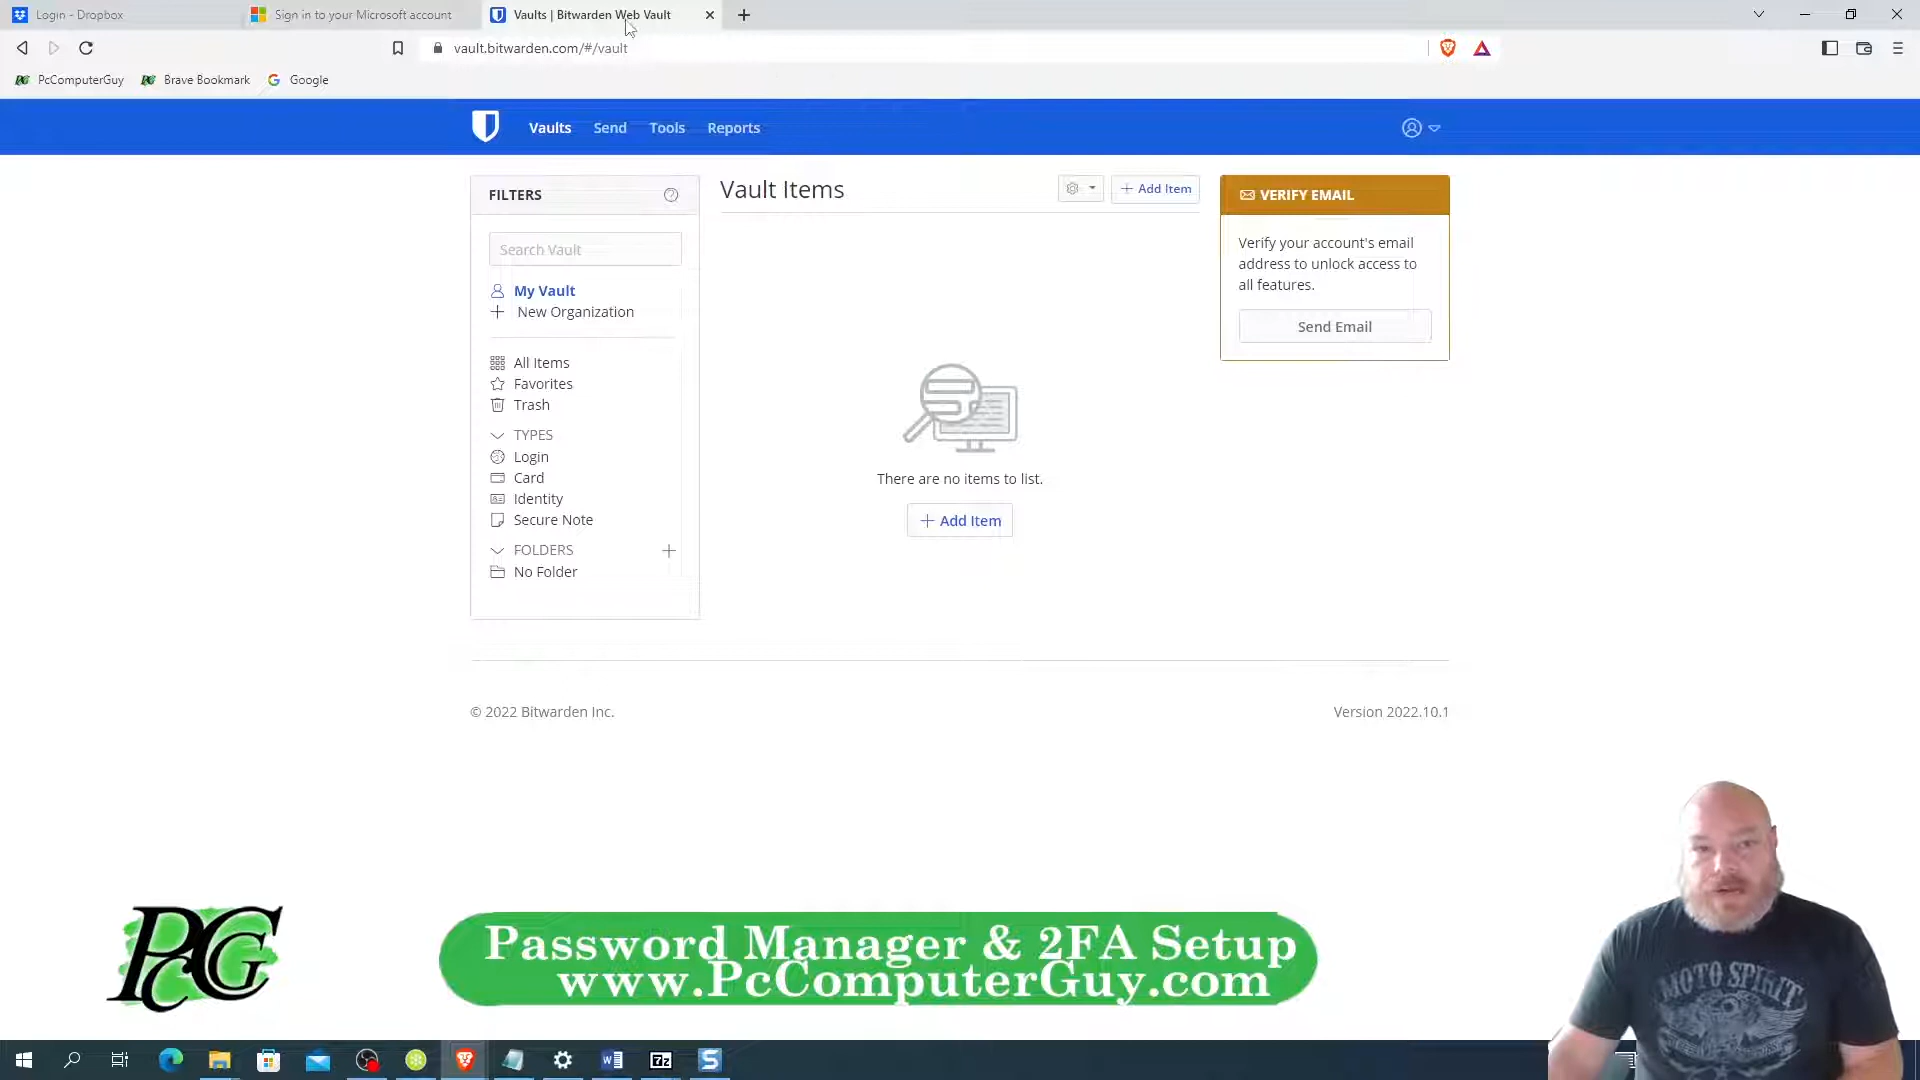 Login - Dropbox
Sign in to your Microsoft account
Vaults | Bitwarden Web Vault
vault.bitwarden.com/#/vault
PcComputerGuy
Brave Bookmark
Google
Vaults
Send
Tools
Reports
FILTERS
Search Vault
My Vault
New Organization
All Items
Favorites
Trash
TYPES
Login
Card
Identity
Secure Note
FOLDERS
No Folder
Vault Items
Add Item
There are no items to list.
Add Item
VERIFY EMAIL
Verify your account's email
address to unlock access to
all features.
Send Email
© 2022 Bitwarden Inc.
Version 2022.10.1
PCG
Password Manager & 2FA Setup
www.PcComputerGuy.com
MOTO SPIRIT
7z